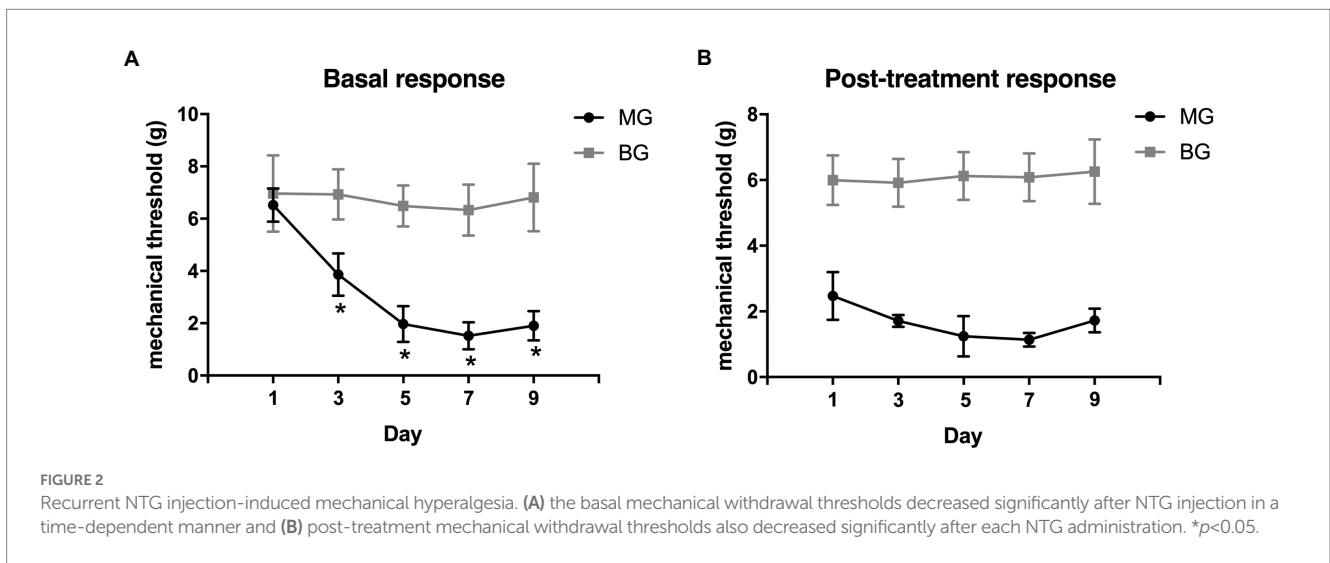 A
Basal response
MG
BG
mechanical threshold (g)
10
8
6
4
2
0
*
*
*
*
1 3 5 7 9
Day
B
Post-treatment response
MG
BG
mechanical threshold (g)
8
6
4
2
0
1 3 5 7 9
Day
FIGURE 2
Recurrent NTG injection-induced mechanical hyperalgesia. (A) the basal mechanical withdrawal thresholds decreased significantly after NTG injection in a
time-dependent manner and (B) post-treatment mechanical withdrawal thresholds also decreased significantly after each NTG administration. *p<0.05.